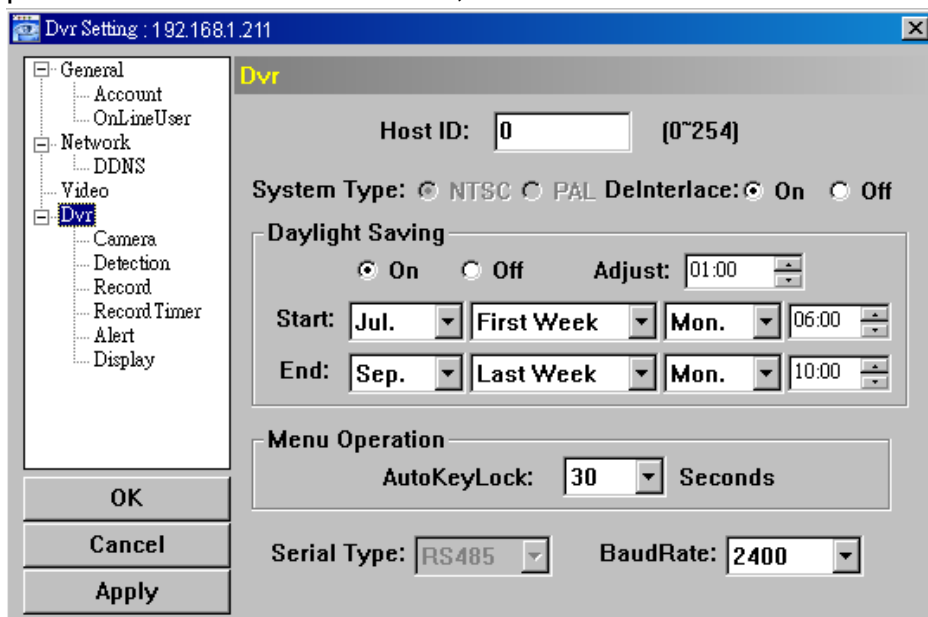 Dvr Setting : 192.168.1.211
General
Account
OnLineUser
Network
DDNS
Video
Dvr
Camera
Detection
Record
Record Timer
Alert
Display
OK
Cancel
Apply
Dvr
Host ID: 0 (0~254)
System Type: NTSC PAL DeInterlace: On Off
Daylight Saving
On Off Adjust: 01:00
Start: Jul. First Week Mon. 06:00
End: Sep. Last Week Mon. 10:00
Menu Operation
AutoKeyLock: 30 Seconds
Serial Type: RS485 BaudRate: 2400